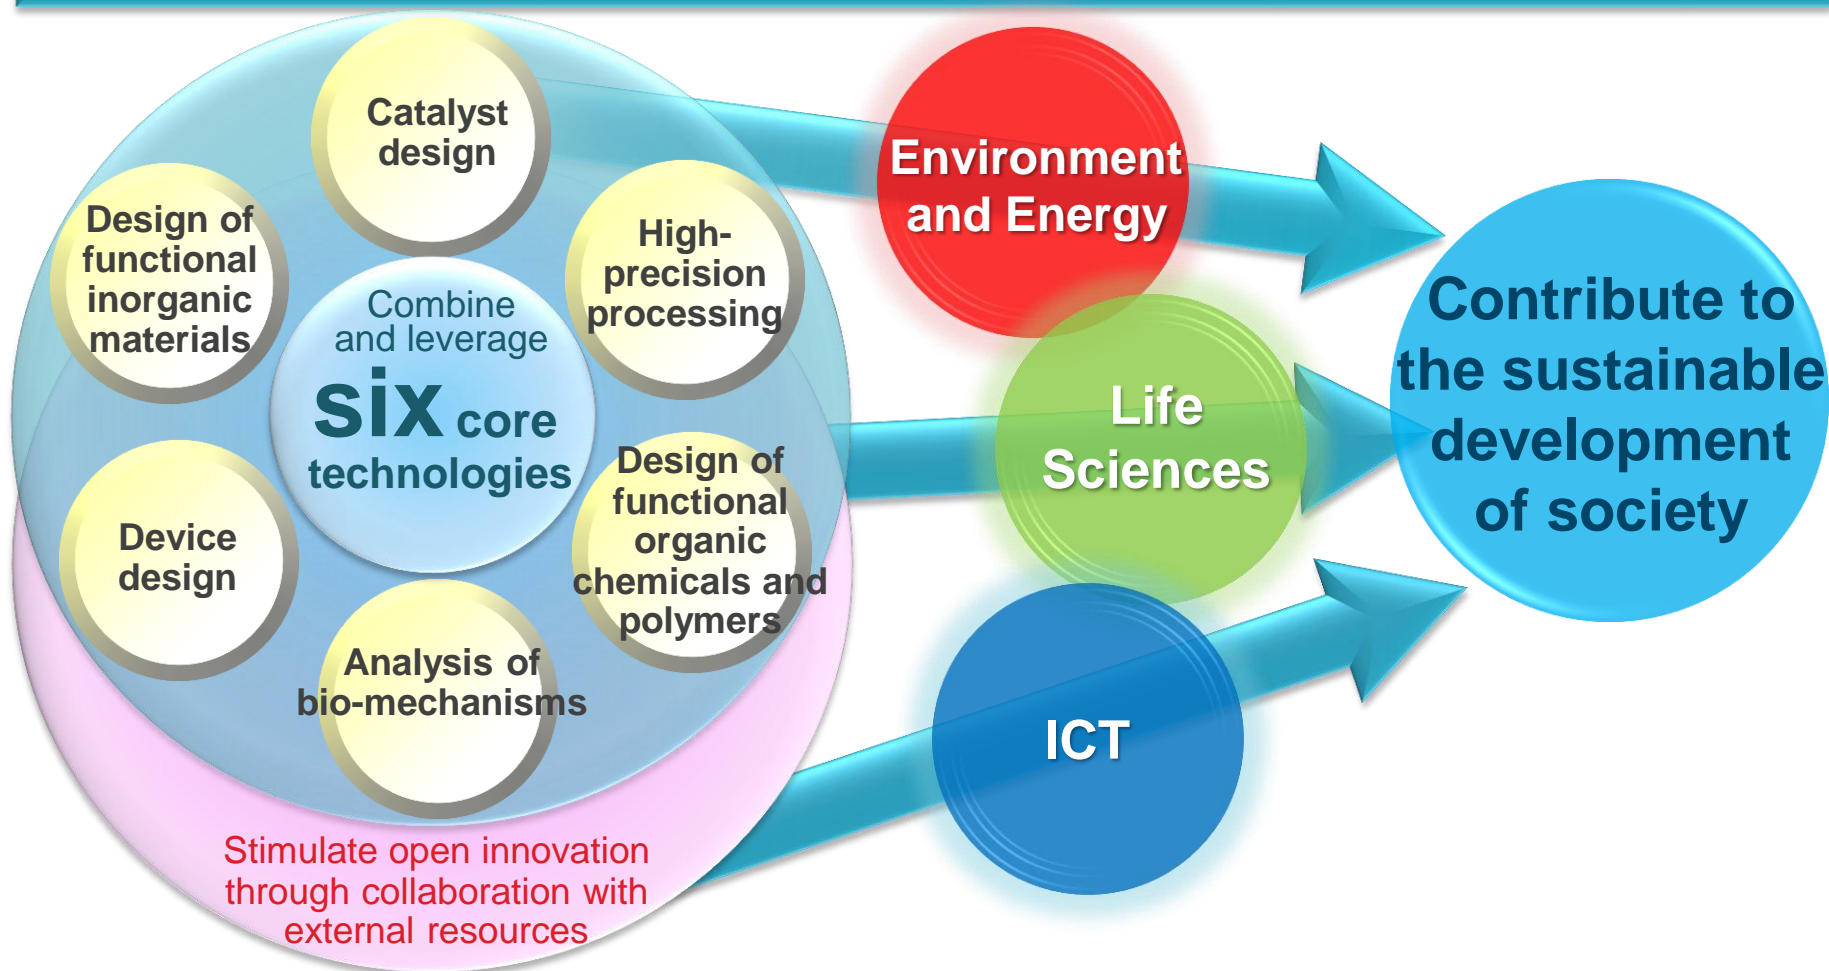 Catalyst
design
Design of
functional
inorganic
materials
High-
precision
processing
Combine
and leverage
six core
technologies
Device
design
Design of
functional
organic
chemicals and
polymers
Analysis of
bio-mechanisms
Stimulate open innovation
through collaboration with
external resources
Environment
and Energy
Life
Sciences
ICT
Contribute to
the sustainable
development
of society